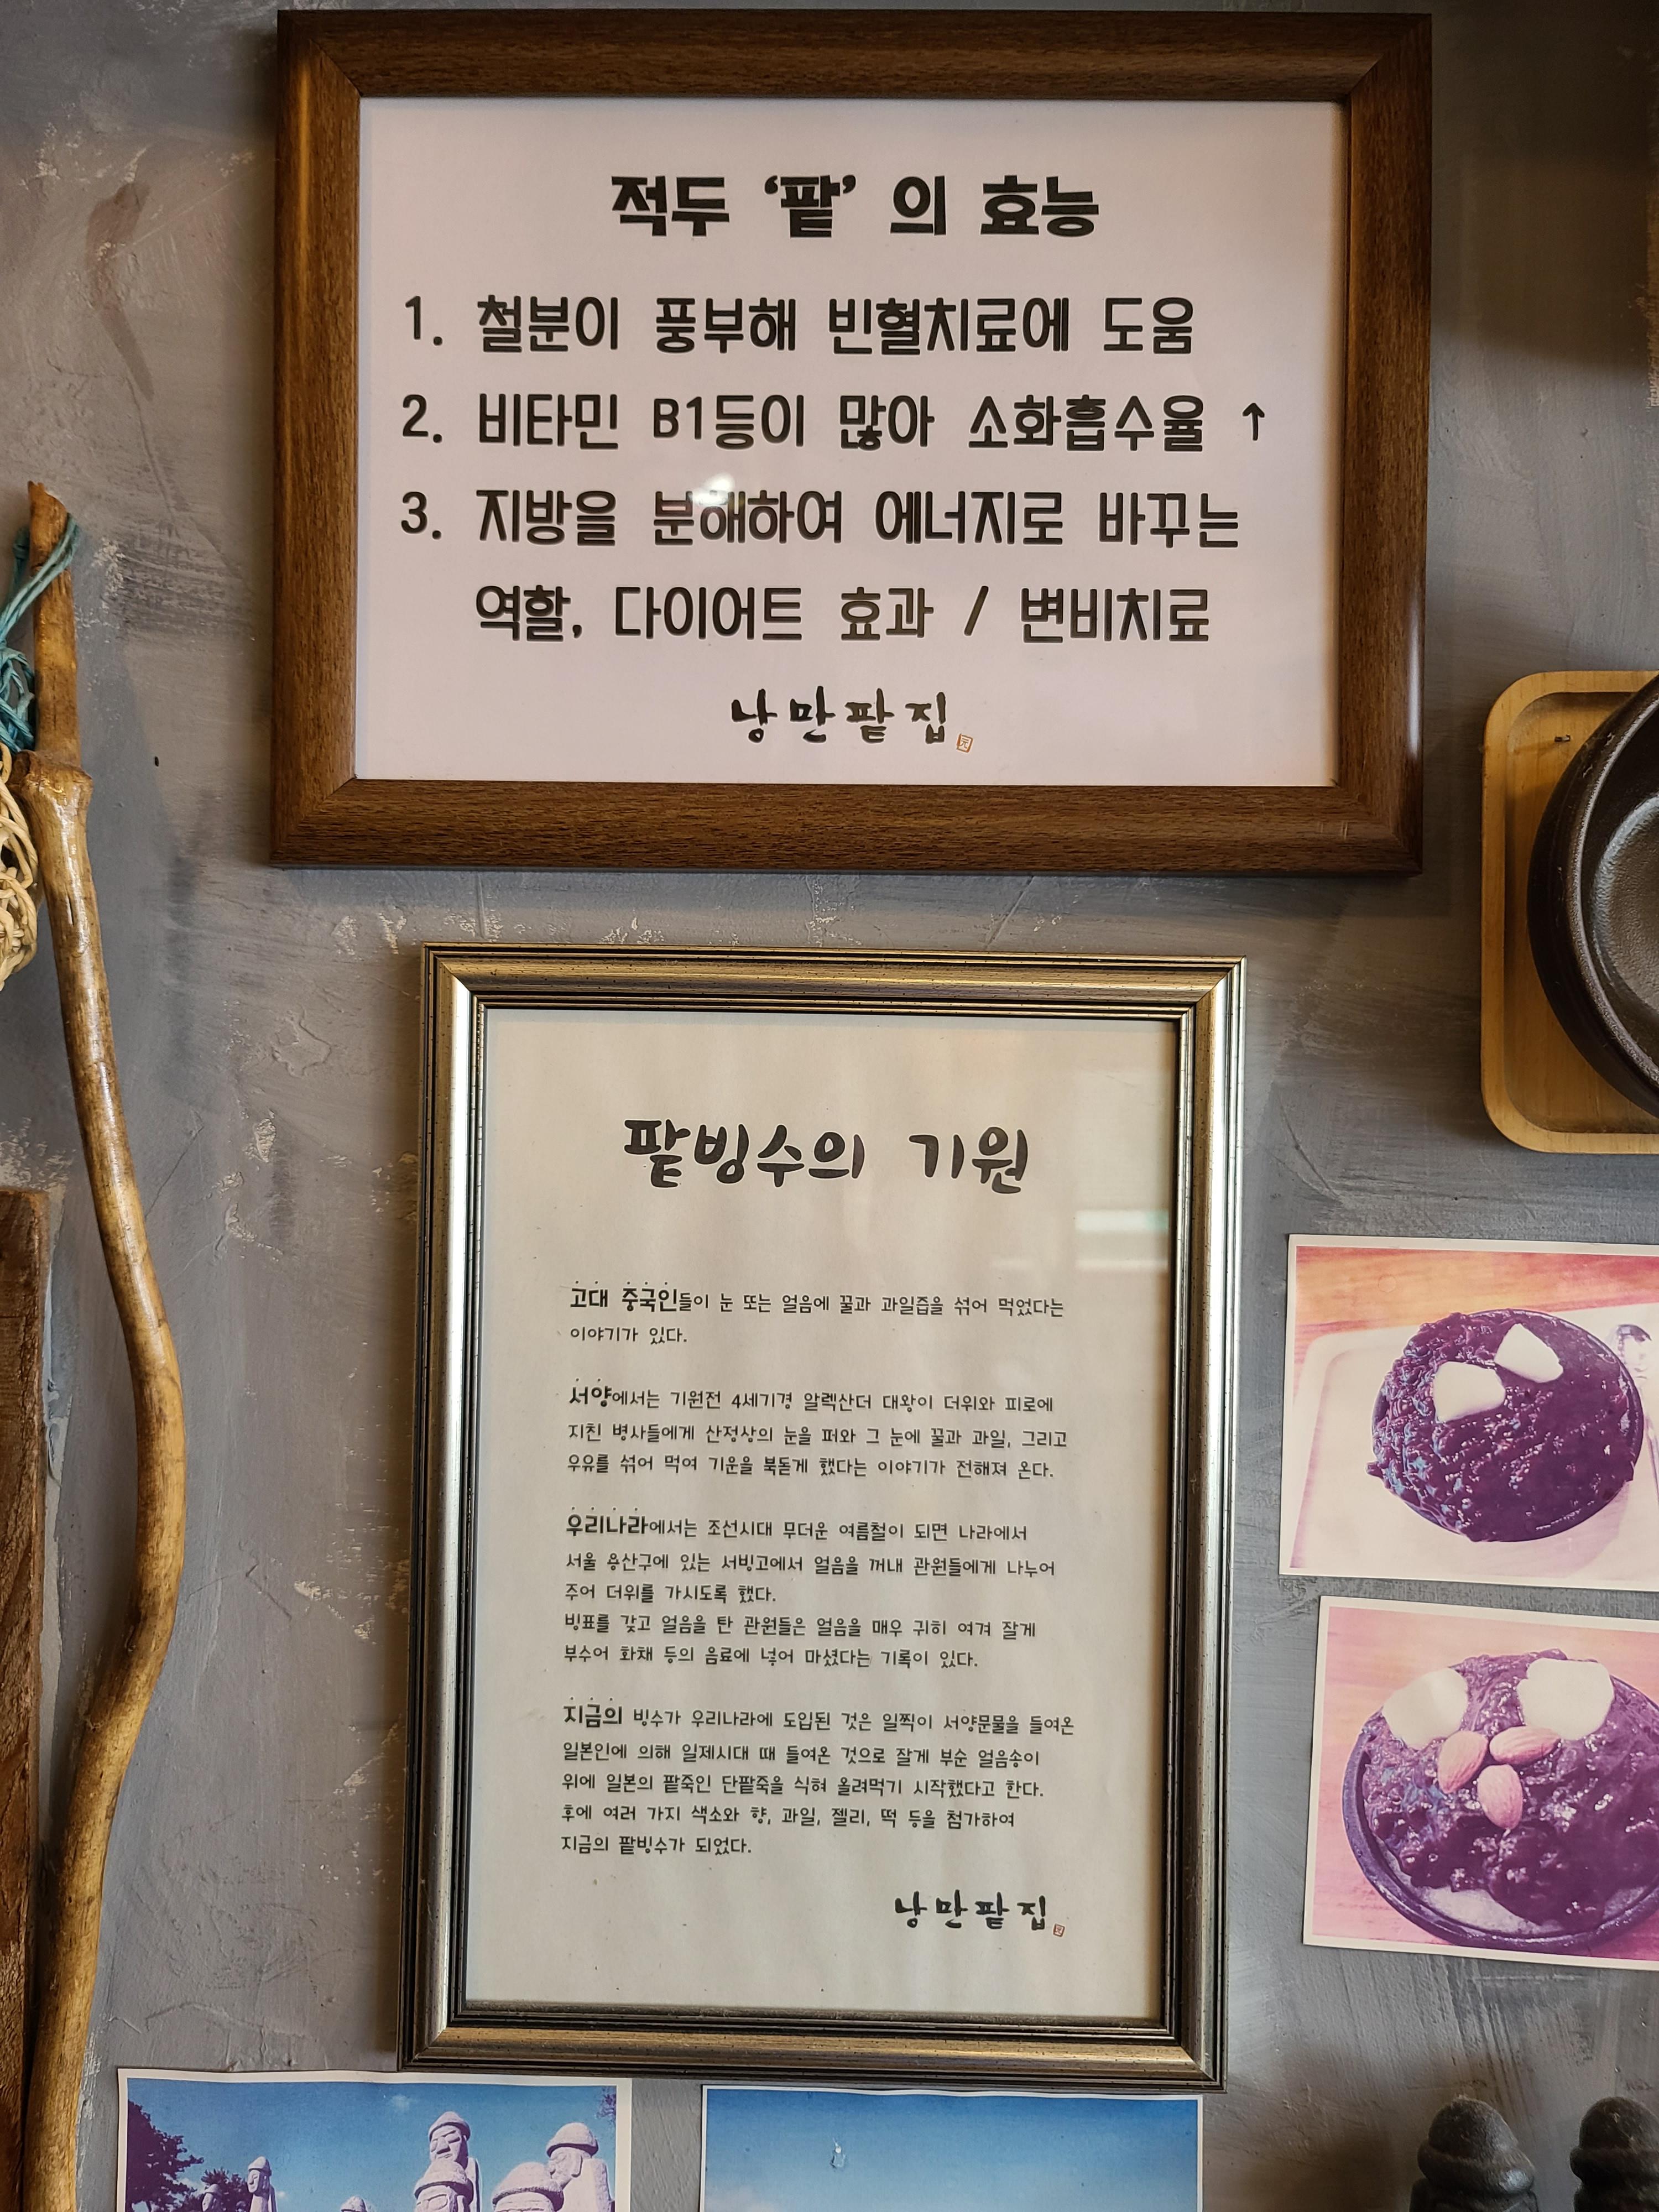 적두 ‘팥’ 의 효능
1. 철분이 풍부해 빈혈치료에 도움
2. 비타민 B1등이 많아 소화흡수율 ↑
3. 지방을 분해하여 에너지로 바꾸는
역할, 다이어트 효과 / 변비치료
낭만팥집
팥빙수의 기원
고대 중국인들이 눈 또는 얼음에 꿀과 과일즙을 섞어 먹었다는
이야기가 있다.
서양에서는 기원전 4세기경 알렉산더 대왕이 더위와 피로에
지친 병사들에게 산정상의 눈을 퍼와 그 눈에 꿀과 과일, 그리고
우유를 섞어 먹여 기운을 북돋게 했다는 이야기가 전해져 온다.
우리나라에서는 조선시대 무더운 여름철이 되면 나라에서
서울 용산구에 있는 서빙고에서 얼음을 꺼내 관원들에게 나누어
주어 더위를 가시도록 했다.
빙표를 갖고 얼음을 탄 관원들은 얼음을 매우 귀히 여겨 잘게
부수어 화채 등의 음료에 넣어 마셨다는 기록이 있다.
지금의 빙수가 우리나라에 도입된 것은 일찍이 서양문물을 들여온
일본인에 의해 일제시대 때 들여온 것으로 잘게 부순 얼음송이
위에 일본의 팥죽인 단팥죽을 식혀 올려먹기 시작했다고 한다.
후에 여러 가지 색소와 향, 과일, 젤리, 떡 등을 첨가하여
지금의 팥빙수가 되었다.
낭만팥집